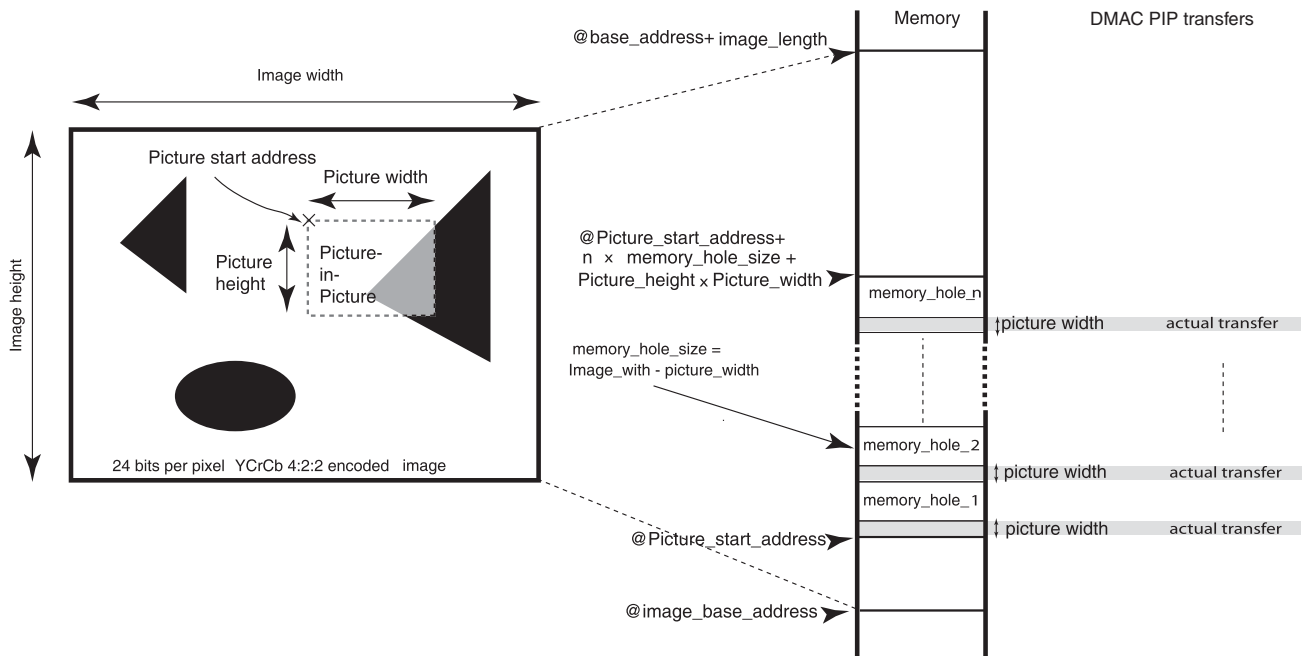 Memory
DMAC PIP transfers
@base_address+ image_length
Image width
Picture start address
Picture width
Picture
height
Picture-
in-
Picture
Image height
24 bits per pixel YCrCb 4:2:2 encoded image
@Picture_start_address+
n x memory_hole_size +
Picture_height x Picture_width
memory_hole_n
picture width
actual transfer
memory_hole_size =
Image_with - picture_width
memory_hole_2
picture width
actual transfer
memory_hole_1
picture width
actual transfer
@Picture_start_address
@image_base_address